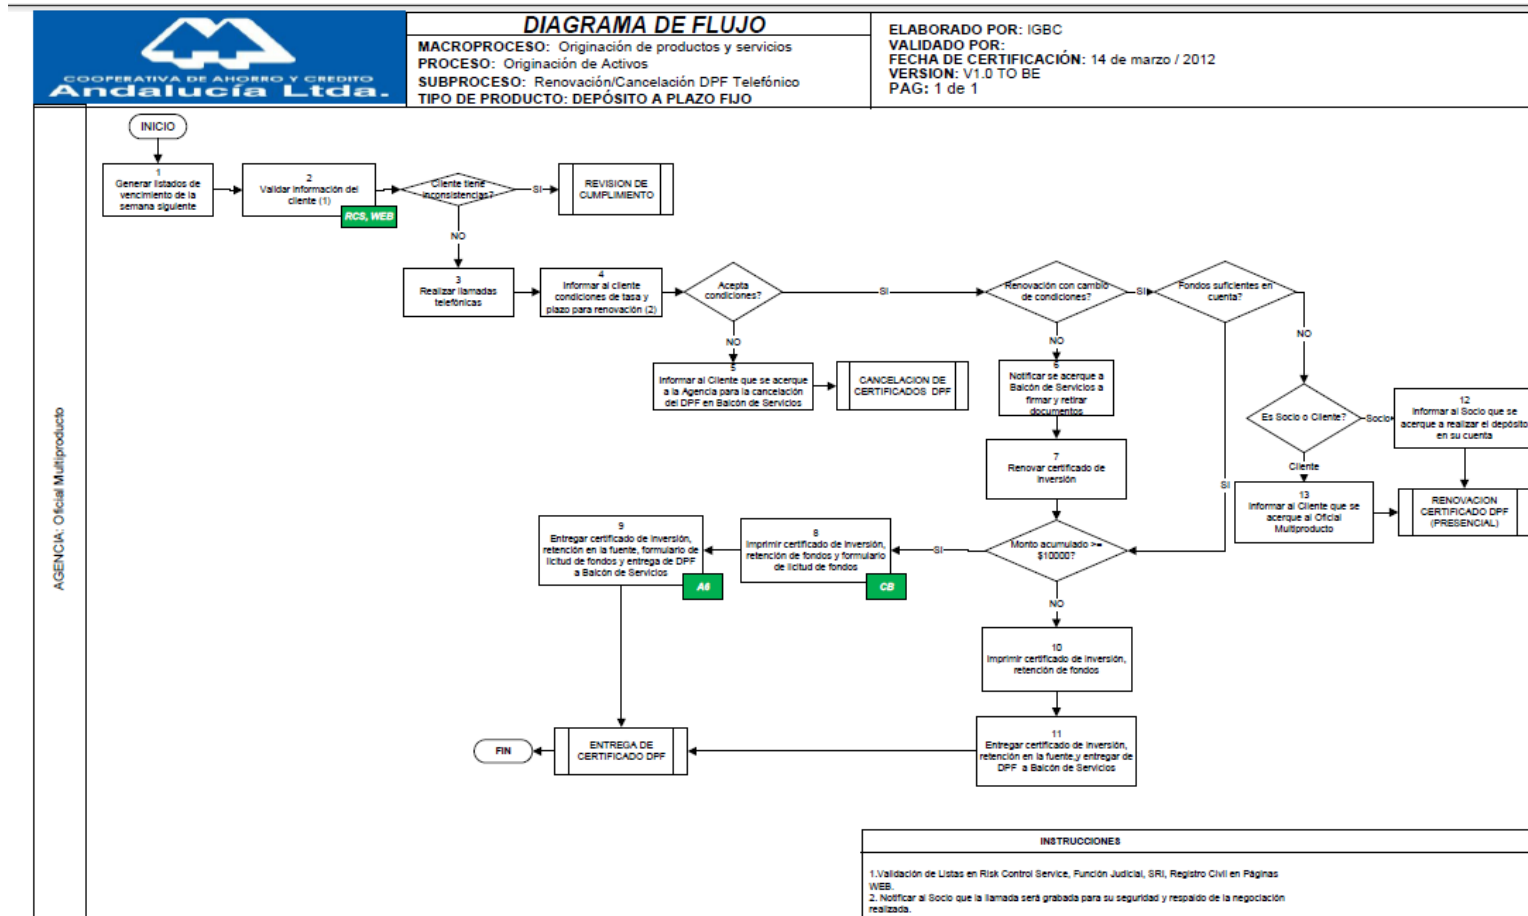 DIAGRAMA DE FLUJO
COOPERATIVA DE AHORRO Y CREDITO
Andalucía Ltda.
MACROPROCESO: Originación de productos y servicios
PROCESO: Originación de Activos
SUBPROCESO: Renovación/Cancelación DPF Telefónico
TIPO DE PRODUCTO: DEPÓSITO A PLAZO FIJO
ELABORADO POR: IGBC
VALIDADO POR:
FECHA DE CERTIFICACIÓN: 14 de marzo / 2012
VERSION: V1.0 TO BE
PAG: 1 de 1
AGENCIA: Oficial Multiproducto
INICIO
1
Generar listados de
vencimiento de la
semana siguiente
2
Validar información del
cliente (1)
RCS, WEB
Cliente tiene
inconsistencias?
SI
REVISION DE
CUMPLIMIENTO
NO
3
Realizar llamadas
telefónicas
4
Informar al cliente
condiciones de tasa y
plazo para renovación (2)
Acepta
condiciones?
SI
Renovación con cambio
de condiciones?
SI
Fondos suficientes en
cuenta?
NO
NO
NO
5
Informar al Cliente que se acerque
a la Agencia para la cancelación
del DPF en Balcón de Servicios
CANCELACION DE
CERTIFICADOS DPF
6
Notificar se acerque a
Balcón de Servicios a
firmar y retirar
documentos
Es Socio o Cliente?
Socio
12
Informar al Socio que se
acerque a realizar el depósito
en su cuenta
7
Renovar certificado de
inversión
Cliente
SI
13
Informar al Cliente que se
acerque al Oficial
Multiproducto
RENOVACION
CERTIFICADO DPF
(PRESENCIAL)
9
Entregar certificado de inversión,
retención en la fuente, formulario de
licitud de fondos y entrega de DPF
a Balcón de Servicios
A6
8
Imprimir certificado de inversión,
retención de fondos y formulario
de licitud de fondos
CB
SI
Monto acumulado >=
$10000?
NO
10
Imprimir certificado de inversión,
retención de fondos
11
Entregar certificado de inversión,
retención en la fuente,y entregar de
DPF a Balcón de Servicios
FIN
ENTREGA DE
CERTIFICADO DPF
INSTRUCCIONES
1.Validación de Listas en Risk Control Service, Función Judicial, SRI, Registro Civil en Páginas
WEB.
2. Notificar al Socio que la llamada será grabada para su seguridad y respaldo de la negociación
realizada.